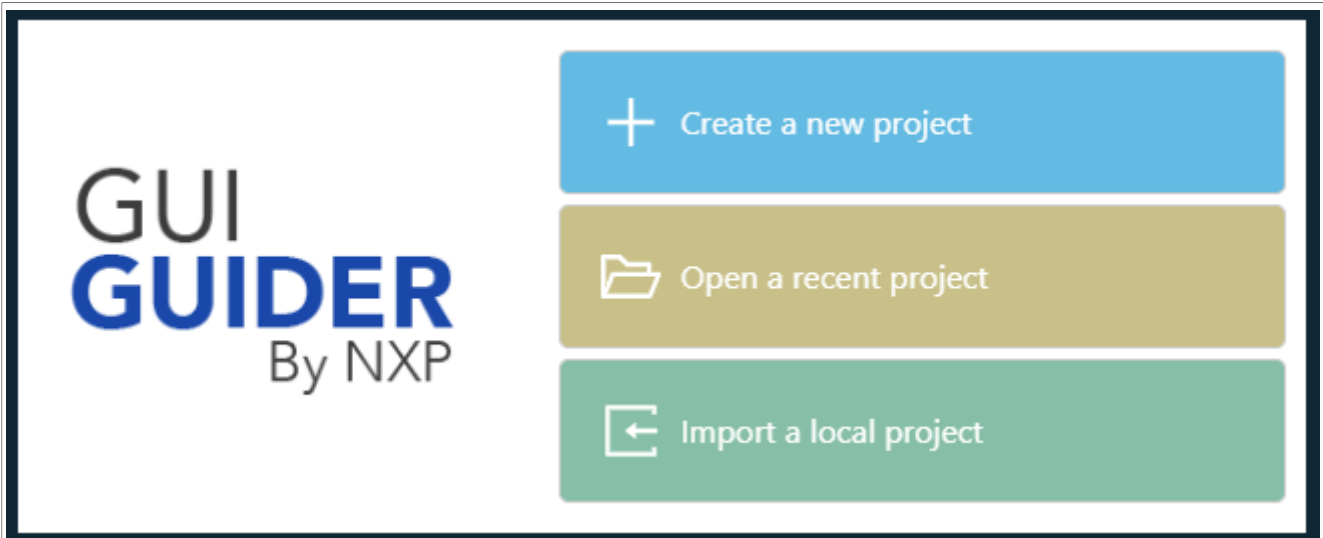 GUI
GUIDER
By NXP
Create a new project
Open a recent project
Import a local project